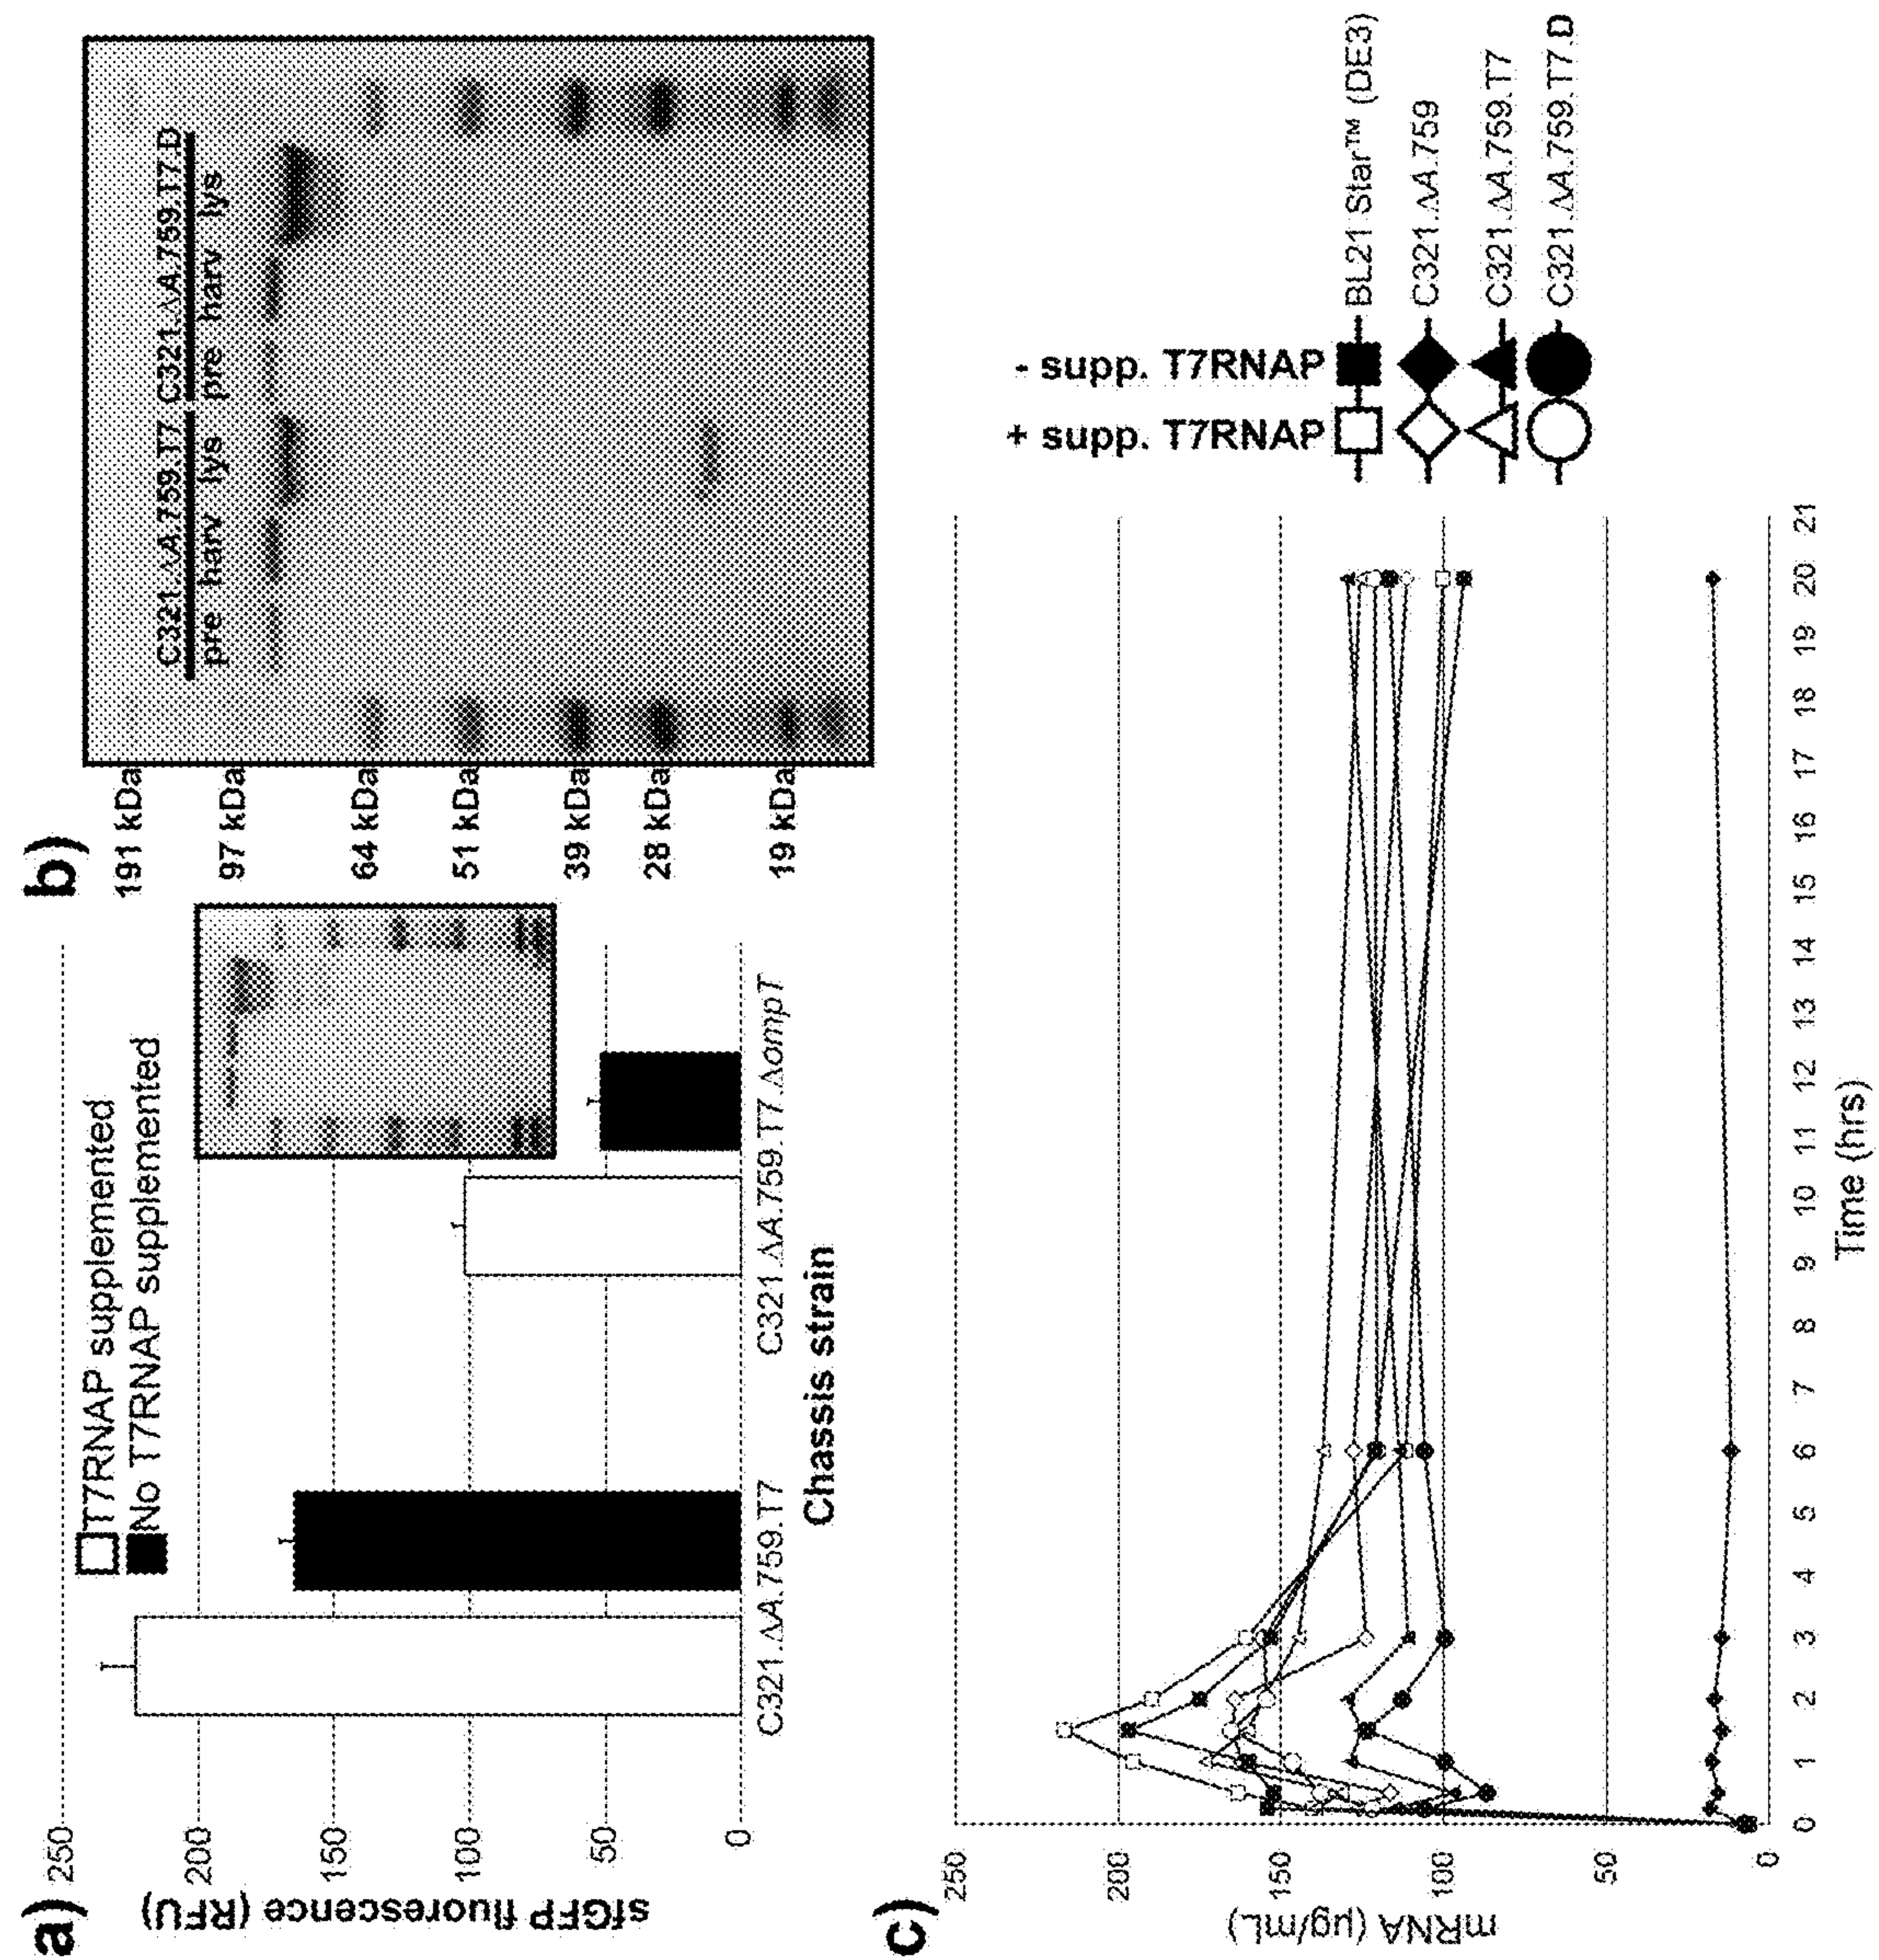 a)
sfGFP fluorescence (RFU)
250
200
150
100
50
0
T7RNAP supplemented
No T7RNAP supplemented
C321.ΔA.759.T7
C321.ΔA.759.T7.ΔompT
Chassis strain
b)
191 kDa
97 kDa
64 kDa
51 kDa
39 kDa
28 kDa
19 kDa
C321.ΔA.759.T7 C321.ΔA.759.T7.D
pre harv lys pre harv lys
c)
mRNA (µg/mL)
250
200
150
100
50
0
0 1 2 3 4 5 6 7 8 9 10 11 12 13 14 15 16 17 18 19 20 21
Time (hrs)
+ supp. T7RNAP
- supp. T7RNAP
BL21 Star™ (DE3)
C321.ΔA.759
C321.ΔA.759.T7
C321.ΔA.759.T7.D